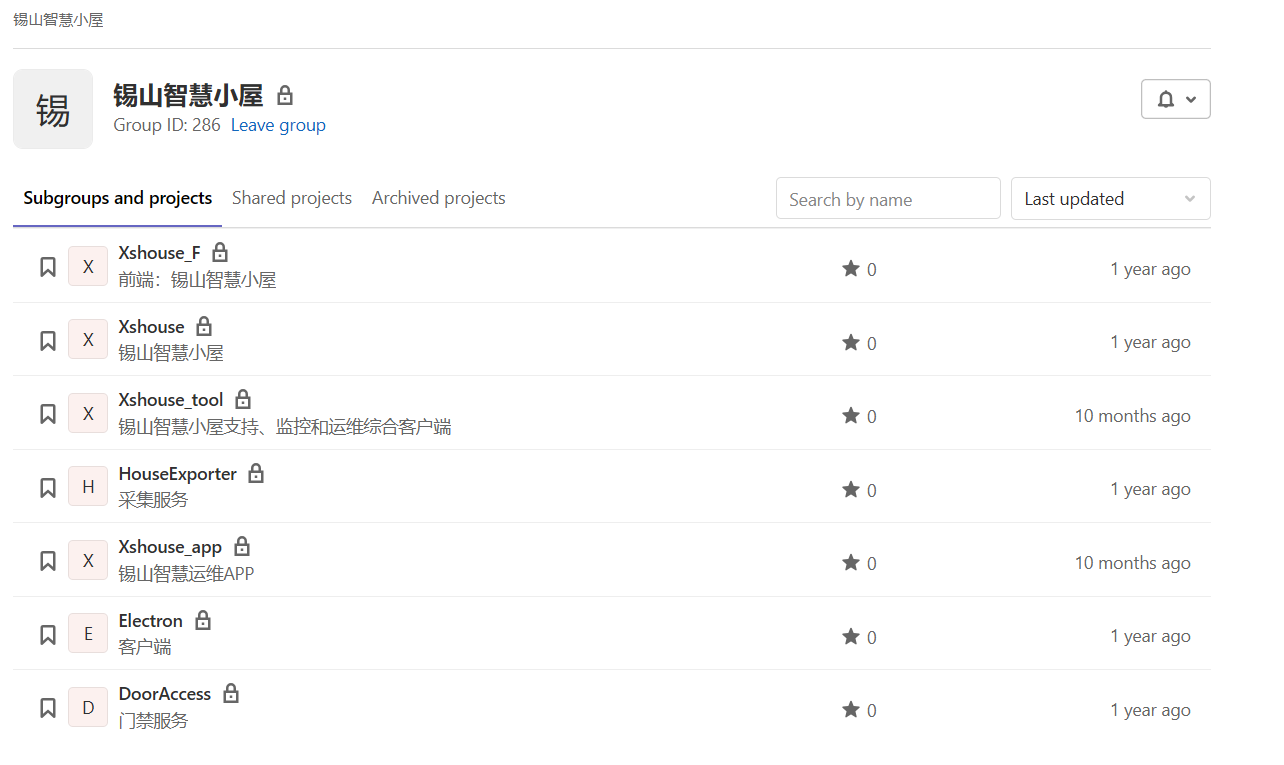 锡山智慧小屋
锡
锡山智慧小屋
Group ID: 286 Leave group
Subgroups and projects Shared projects Archived projects Search by name Last updated
X Xshouse_F 0 1 year ago
前端：锡山智慧小屋
X Xshouse 0 1 year ago
锡山智慧小屋
X Xshouse_tool 0 10 months ago
锡山智慧小屋支持、监控和运维综合客户端
H HouseExporter 0 1 year ago
采集服务
X Xshouse_app 0 10 months ago
锡山智慧运维APP
E Electron 0 1 year ago
客户端
D DoorAccess 0 1 year ago
门禁服务